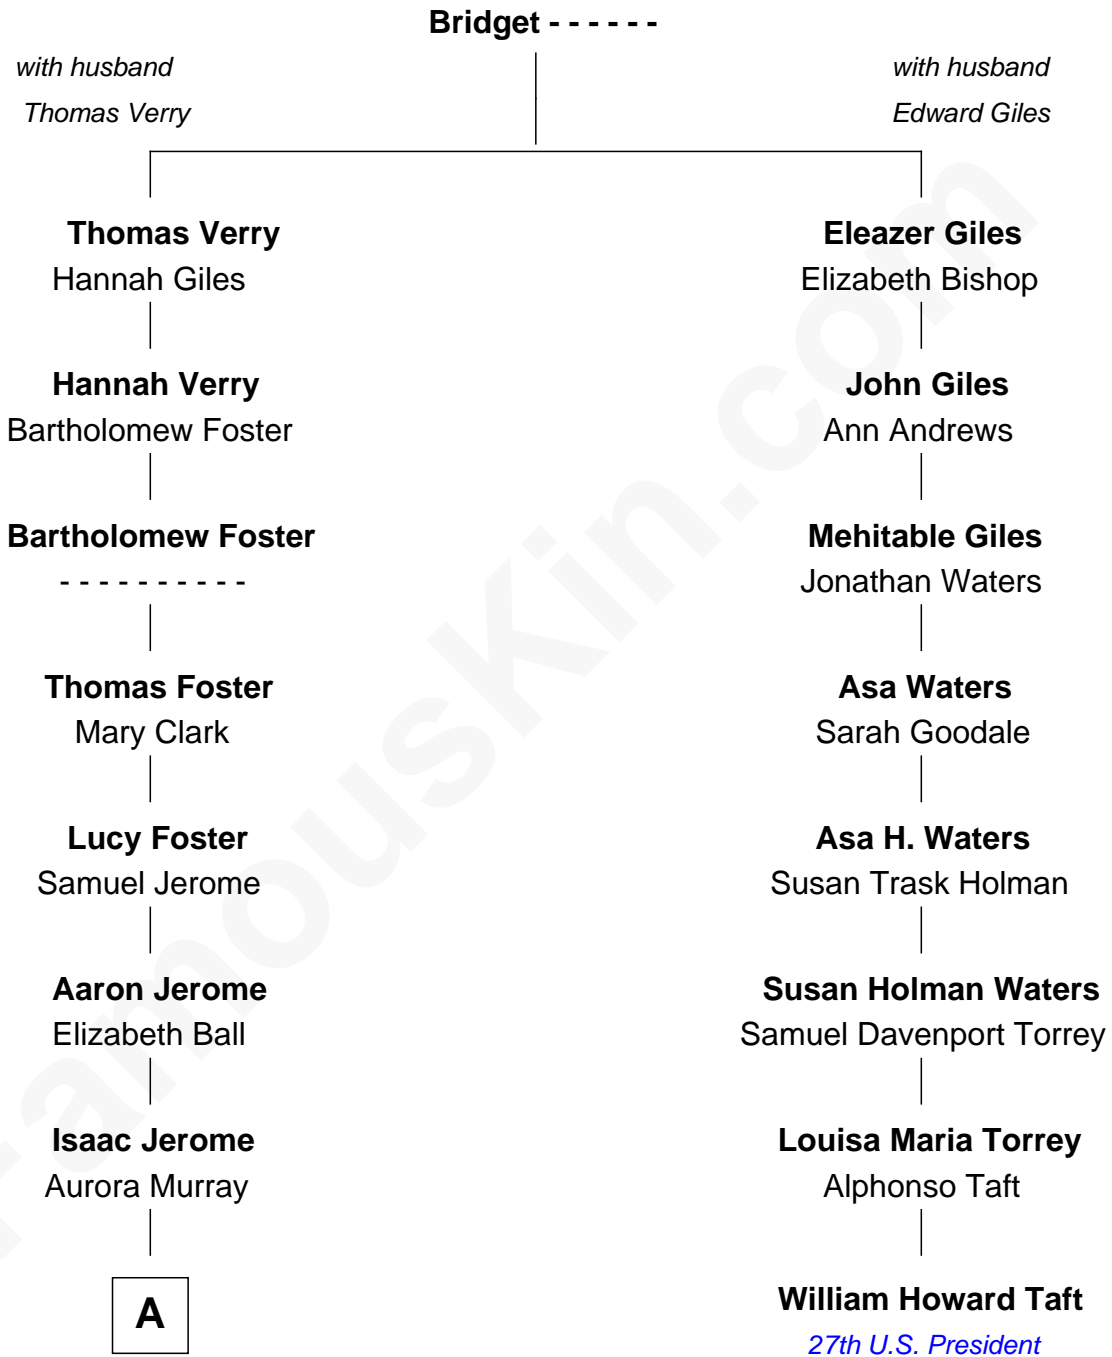 Bridget - - - - - -
with husband
Thomas Verry
with husband
Edward Giles
Thomas Verry
Hannah Giles
Eleazer Giles
Elizabeth Bishop
Hannah Verry
Bartholomew Foster
John Giles
Ann Andrews
Bartholomew Foster
- - - - - - - - - -
Mehitable Giles
Jonathan Waters
Thomas Foster
Mary Clark
Asa Waters
Sarah Goodale
Lucy Foster
Samuel Jerome
Asa H. Waters
Susan Trask Holman
Aaron Jerome
Elizabeth Ball
Susan Holman Waters
Samuel Davenport Torrey
Isaac Jerome
Aurora Murray
Louisa Maria Torrey
Alphonso Taft
A
William Howard Taft
27th U.S. President
FamousKin.com